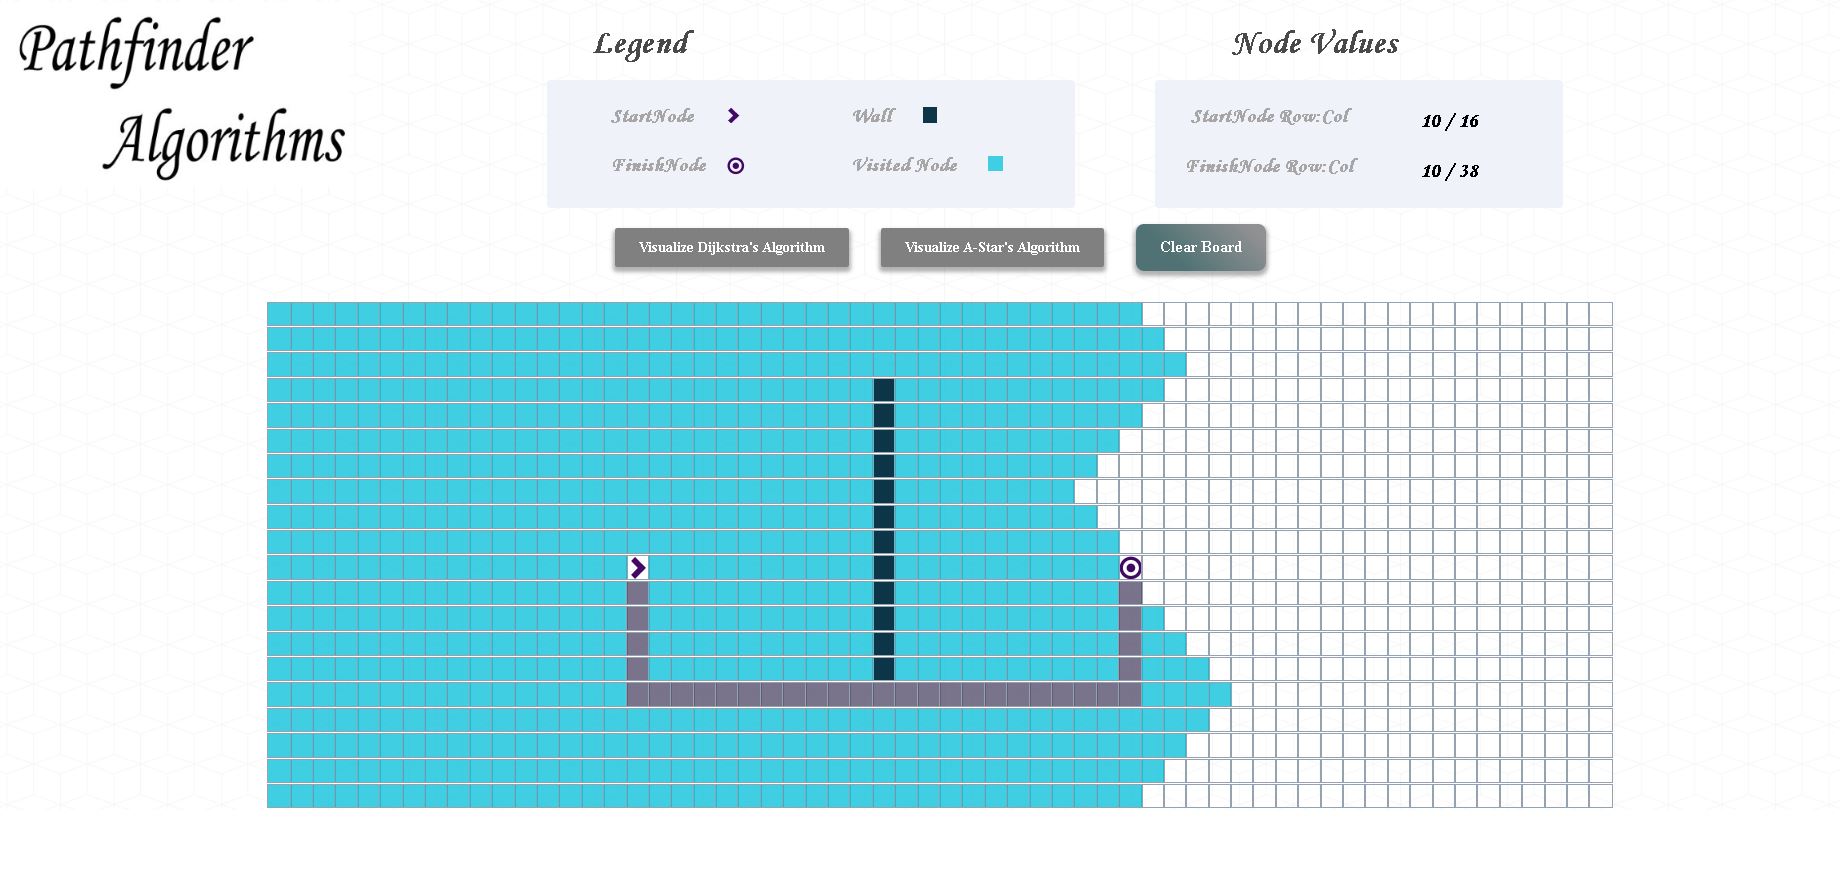 Pathfinder
Algorithms
Legend
StartNode
Wall
FinishNode
Visited Node
Node Values
StartNode Row:Col 10 / 16
FinishNode Row:Col 10 / 38
Visualize Dijkstra's Algorithm
Visualize A-Star's Algorithm
Clear Board